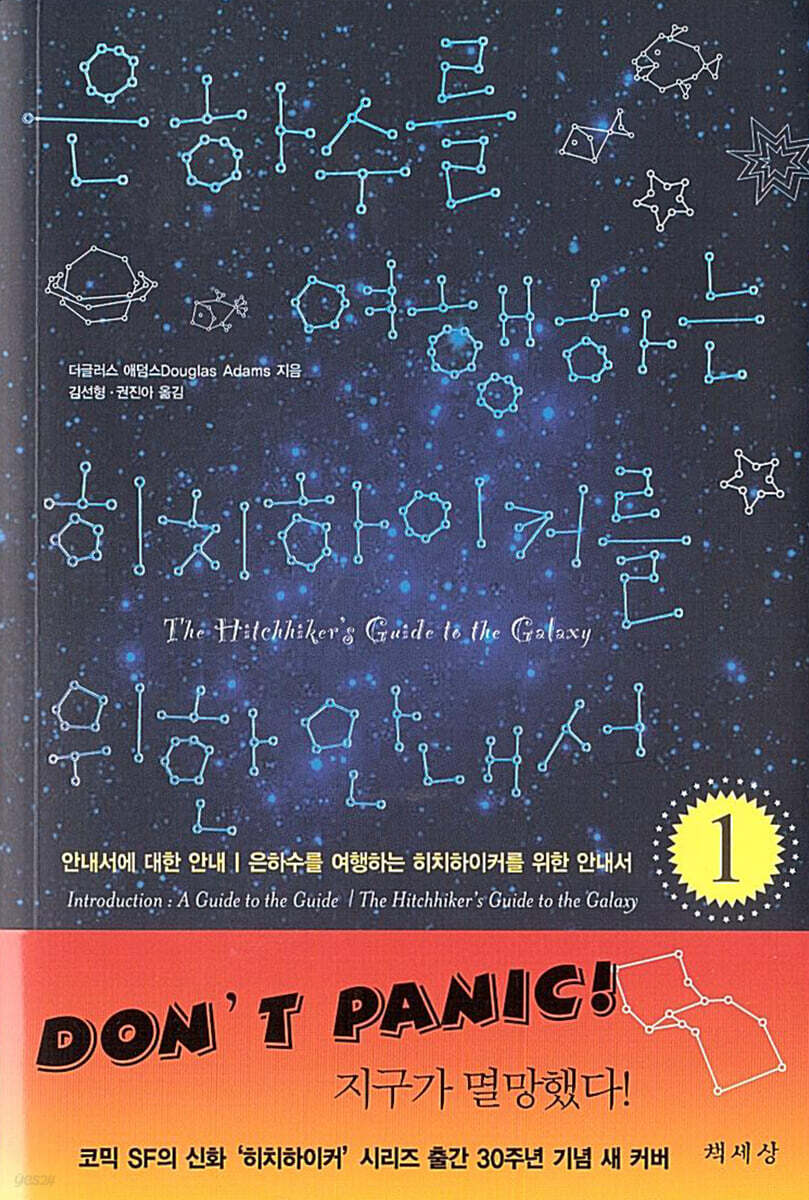 은하수를
여행하는
더글러스 애덤스Douglas Adams 지음
김선형·권진아 옮김
히치하이커를
The Hitchhiker's Guide to the Galaxy
위한 안내서
1
안내서에 대한 안내 | 은하수를 여행하는 히치하이커를 위한 안내서
Introduction : A Guide to the Guide | The Hitchhiker's Guide to the Galaxy
DON'T PANIC!
지구가 멸망했다!
코믹 SF의 신화 '히치하이커' 시리즈 출간 30주년 기념 새 커버
책세상
yes24